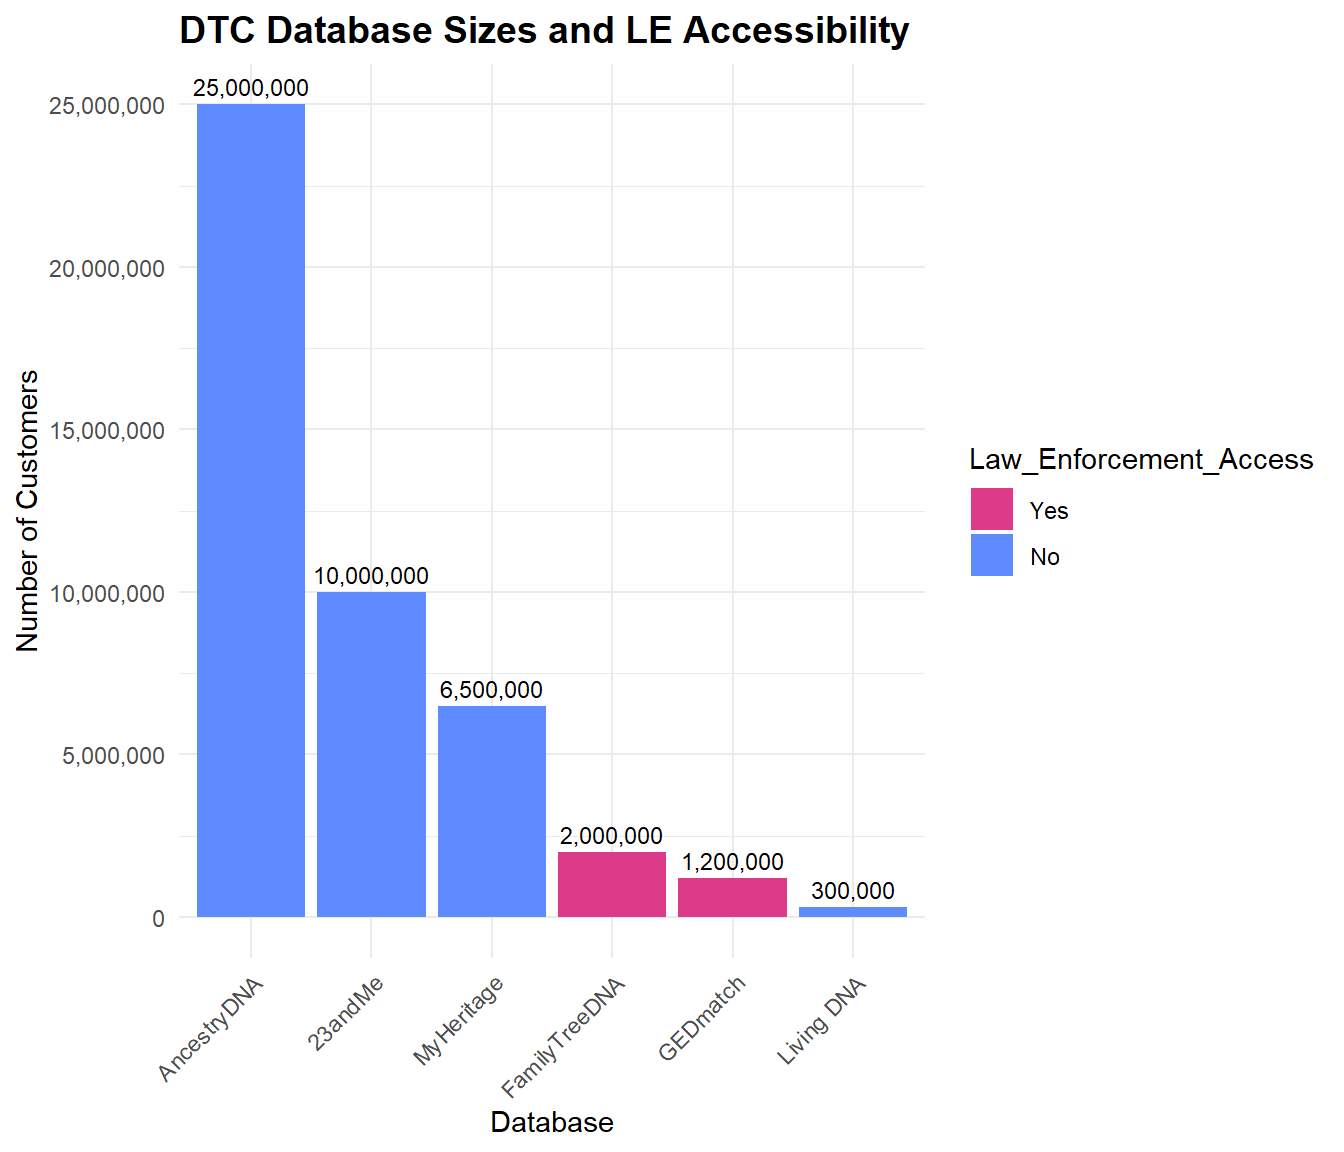 DTC Database Sizes and LE Accessibility
Number of Customers
25,000,000
20,000,000
15,000,000
10,000,000
5,000,000
0
25,000,000
10,000,000
6,500,000
2,000,000
1,200,000
300,000
AncestryDNA
23andMe
MyHeritage
FamilyTreeDNA
GEDmatch
Living DNA
Database
Law_Enforcement_Access
Yes
No